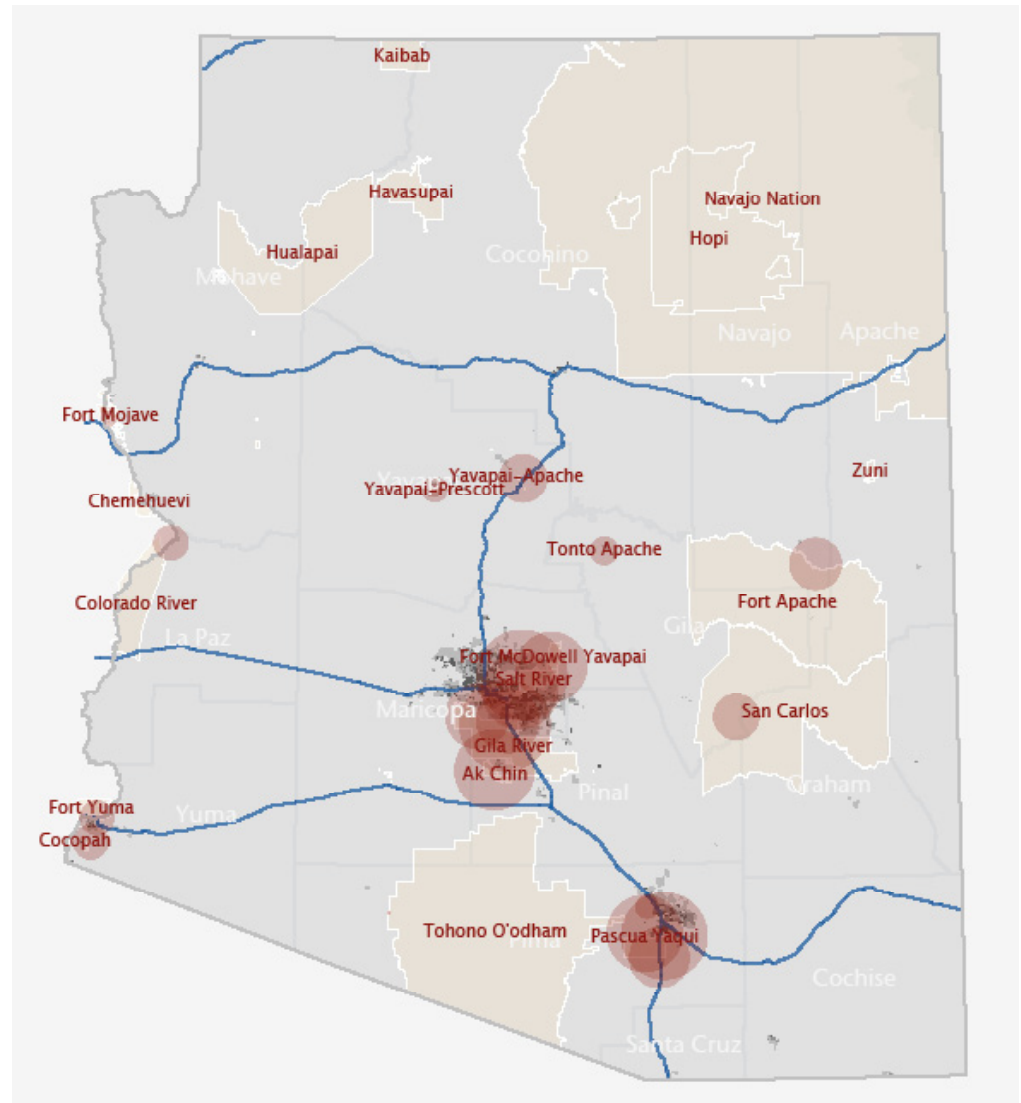 Kaibab
Havasupai
Navajo Nation
Hopi
Hualapai
Coconino
Mohave
Navajo
Apache
Fort Mojave
Zuni
Yavapai-Apache
Yavapai
Yavapai-Prescott
Chemehuevi
Tonto Apache
Colorado River
Fort Apache
Gila
La Paz
Fort McDowell Yavapai
Salt River
Maricopa
San Carlos
Gila River
Ak Chin
Graham
Pinal
Fort Yuma
Yuma
Cocopah
Tohono O'odham
Pima
Pascua Yaqui
Cochise
Santa Cruz